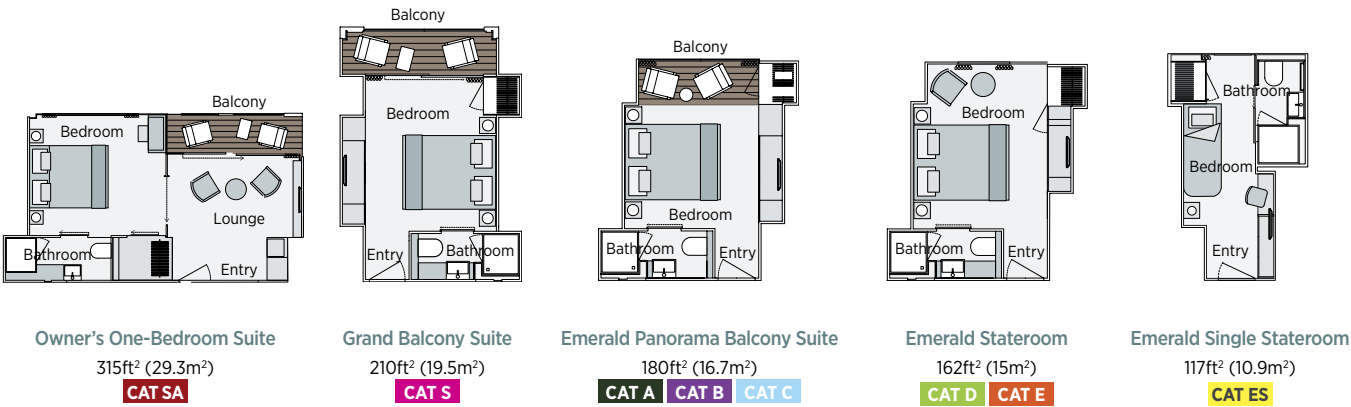 Balcony
Bedroom
Lounge
Bathroom
Entry
Owner's One-Bedroom Suite
315ft² (29.3m²)
CAT SA
Balcony
Bedroom
Entry
Bathroom
Grand Balcony Suite
210ft² (19.5m²)
CAT S
Balcony
Bedroom
Bathroom
Entry
Emerald Panorama Balcony Suite
180ft² (16.7m²)
CAT A CAT B CAT C
Bedroom
Bathroom
Entry
Emerald Stateroom
162ft² (15m²)
CAT D CAT E
Bathroom
Bedroom
Entry
Emerald Single Stateroom
117ft² (10.9m²)
CAT ES